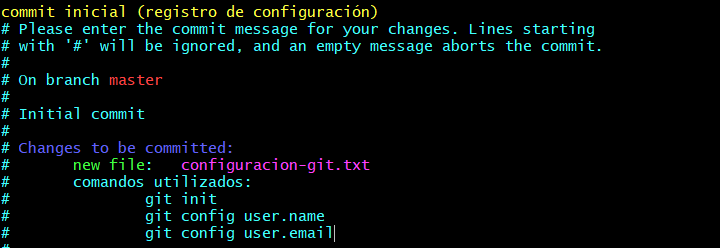 commit inicial (registro de configuración)
# Please enter the commit message for your changes. Lines starting
# with '#' will be ignored, and an empty message aborts the commit.
#
# On branch master
#
# Initial commit
#
# Changes to be committed:
#       new file:   configuracion-git.txt
#       comandos utilizados:
#               git init
#               git config user.name
#               git config user.email
#